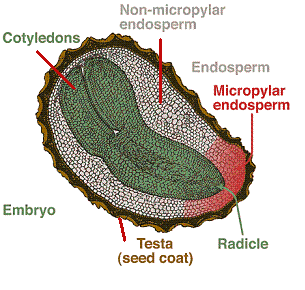 Non-micropylar
endosperm
Cotyledons
Endosperm
Micropylar
endosperm
Embryo
Testa
(seed coat)
Radicle